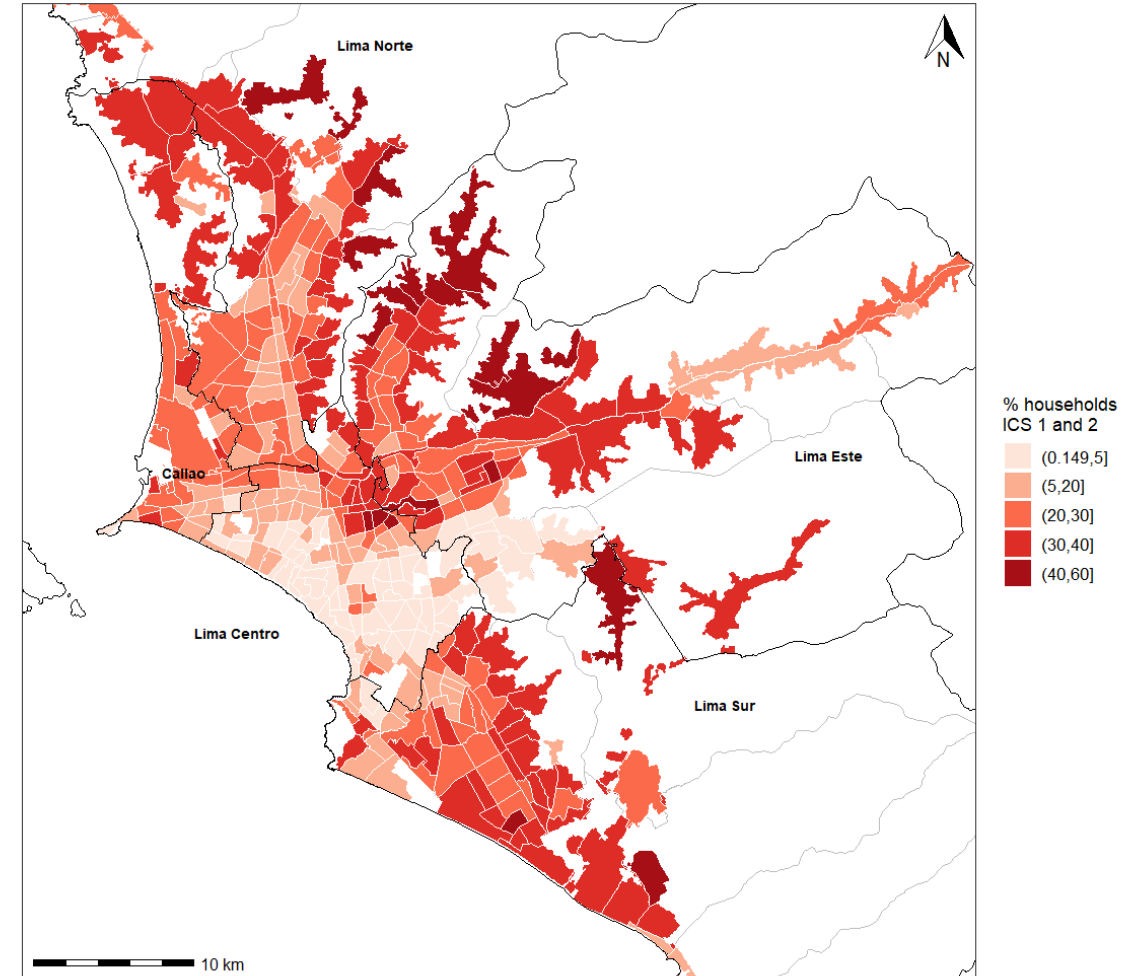 Lima Norte
N
% households
ICS 1 and 2
(0.149,5]
(5,20]
(20,30]
(30,40]
(40,60]
Lima Este
Callao
Lima Centro
Lima Sur
10 km